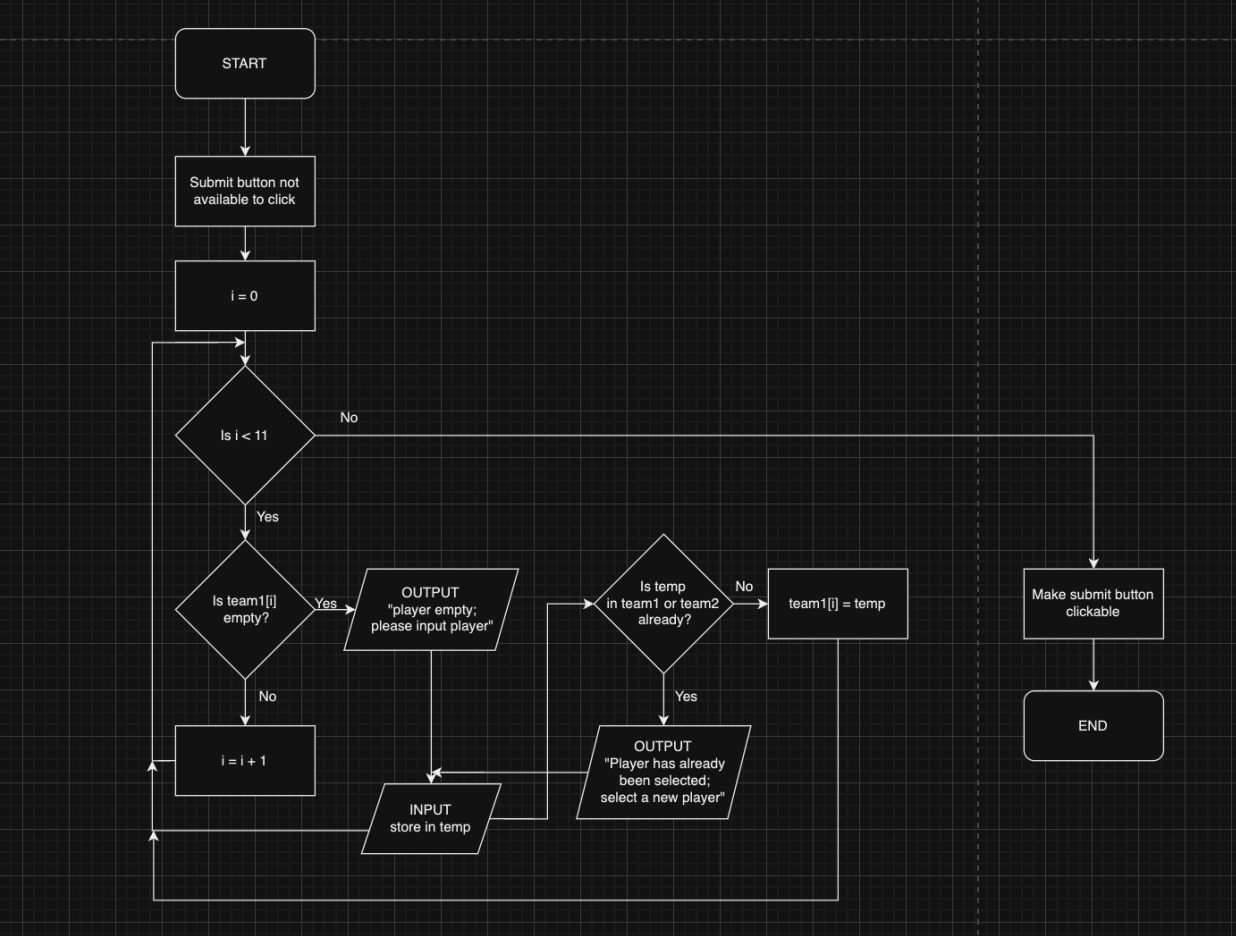 START
Submit button not
available to click
i = 0
Is i < 11
No
Yes
Is team1[i]
empty?
Yes
OUTPUT
"player empty;
please input player"
Is temp
in team1 or team2
already?
No
team1[i] = temp
Make submit button
clickable
No
Yes
END
i = i + 1
OUTPUT
"Player has already
been selected;
select a new player"
INPUT
store in temp